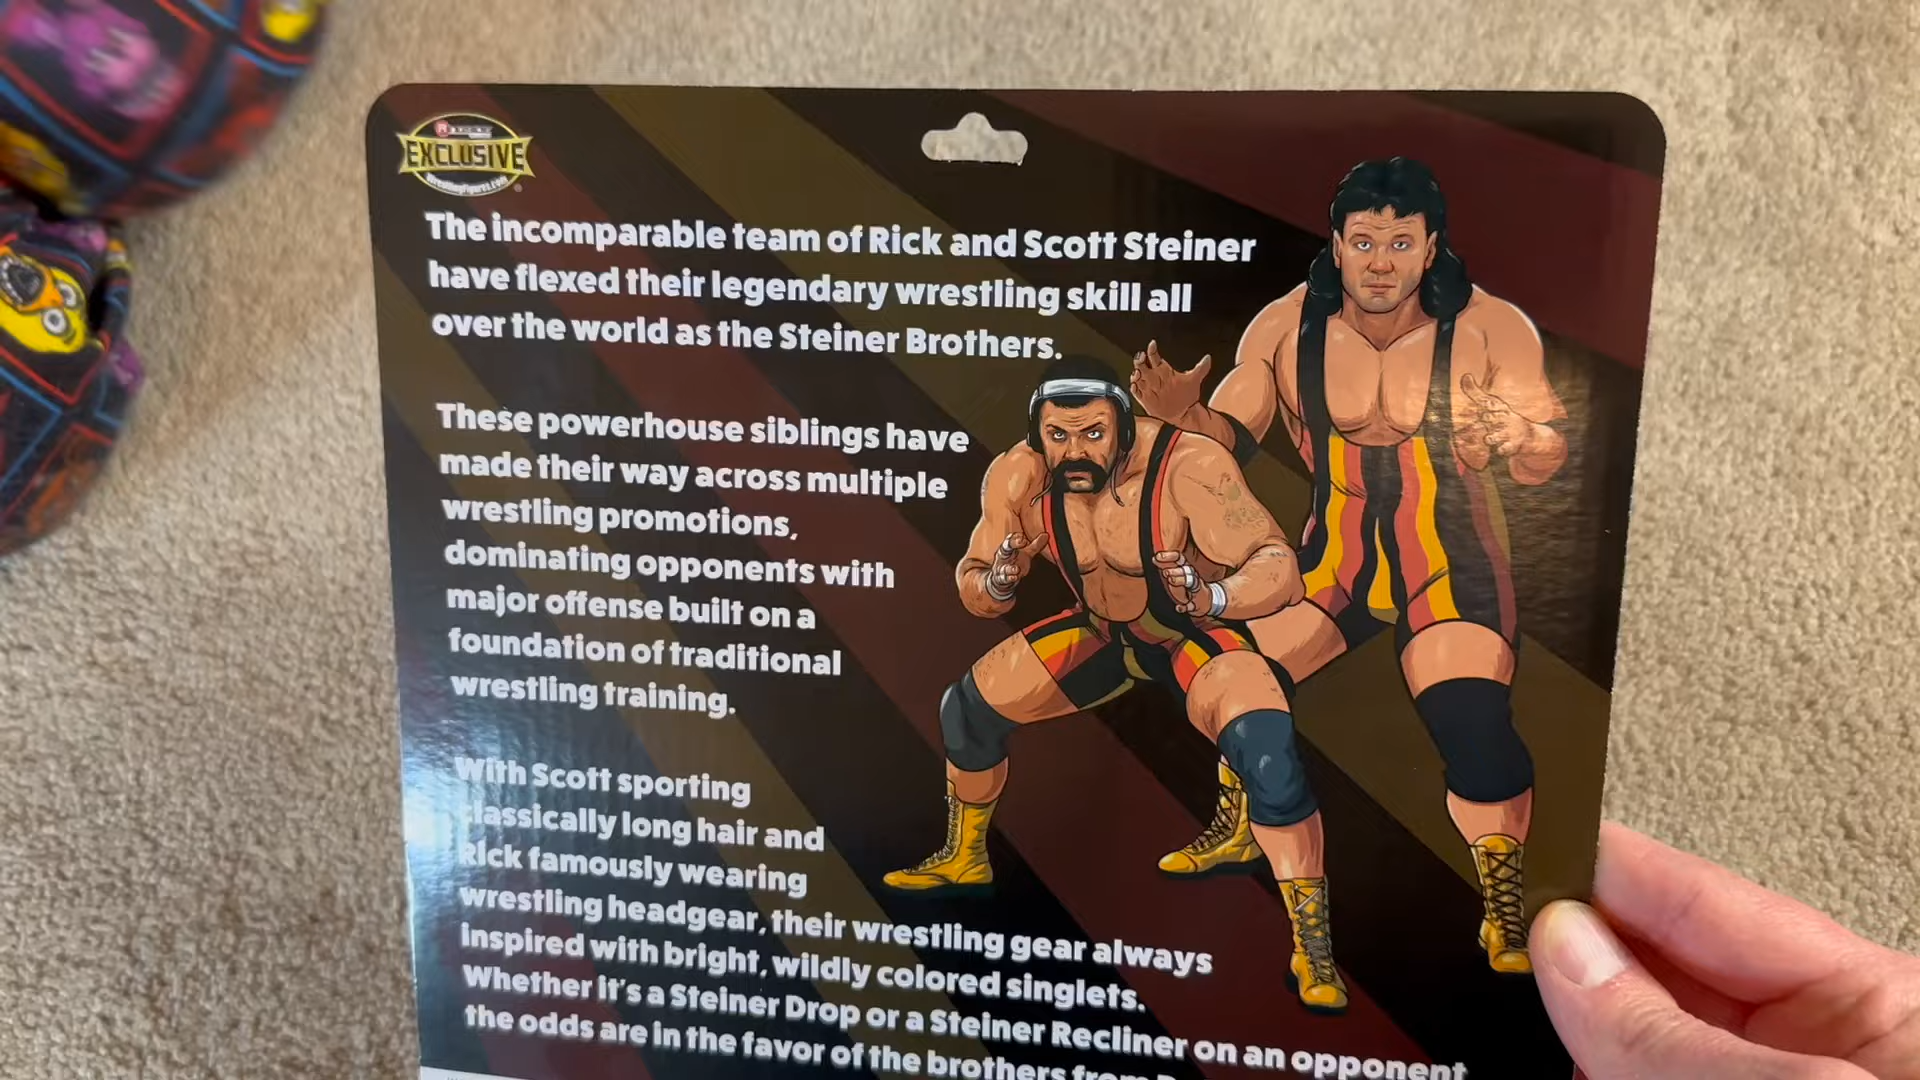 EXCLUSIVE
WrestlingFigures.com
The incomparable team of Rick and Scott Steiner
have flexed their legendary wrestling skill all
over the world as the Steiner Brothers.
These powerhouse siblings have
made their way across multiple
wrestling promotions,
dominating opponents with
major offense built on a
foundation of traditional
wrestling training.
With Scott sporting
classically long hair and
Rick famously wearing
wrestling headgear, their wrestling gear always
inspired with bright, wildly colored singlets.
Whether it's a Steiner Drop or a Steiner Recliner on an opponent
the odds are in the favor of the brothers from